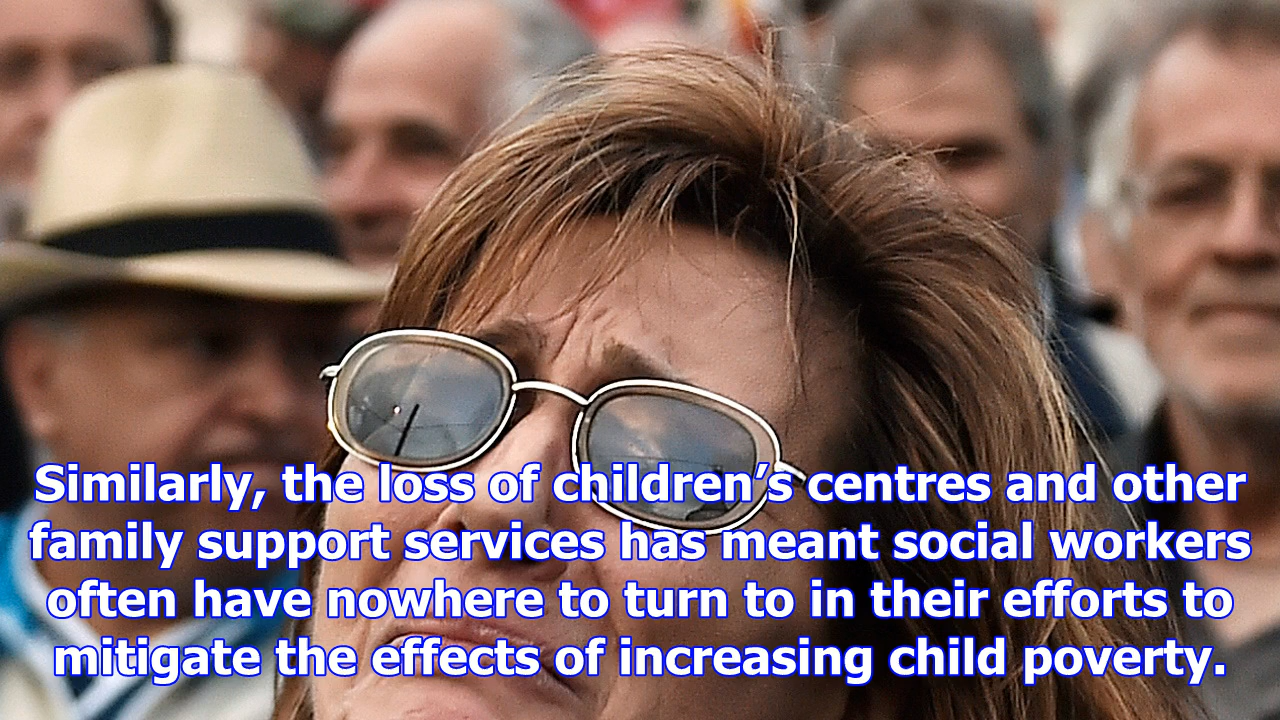 Similarly, the loss of children’s centres and other
family support services has meant social workers
often have nowhere to turn to in their efforts to
mitigate the effects of increasing child poverty.